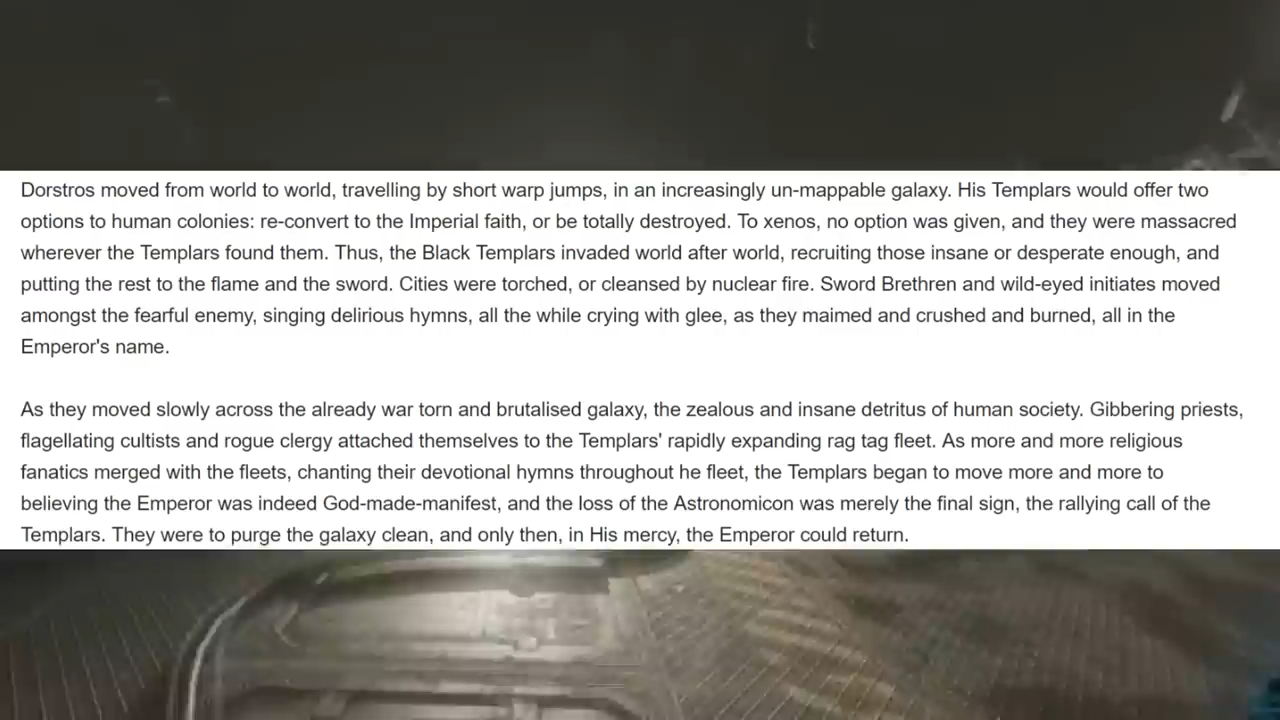 Dorstros moved from world to world, travelling by short warp jumps, in an increasingly un-mappable galaxy. His Templars would offer two
options to human colonies: re-convert to the Imperial faith, or be totally destroyed. To xenos, no option was given, and they were massacred
wherever the Templars found them. Thus, the Black Templars invaded world after world, recruiting those insane or desperate enough, and
putting the rest to the flame and the sword. Cities were torched, or cleansed by nuclear fire. Sword Brethren and wild-eyed initiates moved
amongst the fearful enemy, singing delirious hymns, all the while crying with glee, as they maimed and crushed and burned, all in the
Emperor's name.
As they moved slowly across the already war torn and brutalised galaxy, the zealous and insane detritus of human society. Gibbering priests,
flagellating cultists and rogue clergy attached themselves to the Templars' rapidly expanding rag tag fleet. As more and more religious
fanatics merged with the fleets, chanting their devotional hymns throughout he fleet, the Templars began to move more and more to
believing the Emperor was indeed God-made-manifest, and the loss of the Astronomicon was merely the final sign, the rallying call of the
Templars. They were to purge the galaxy clean, and only then, in His mercy, the Emperor could return.